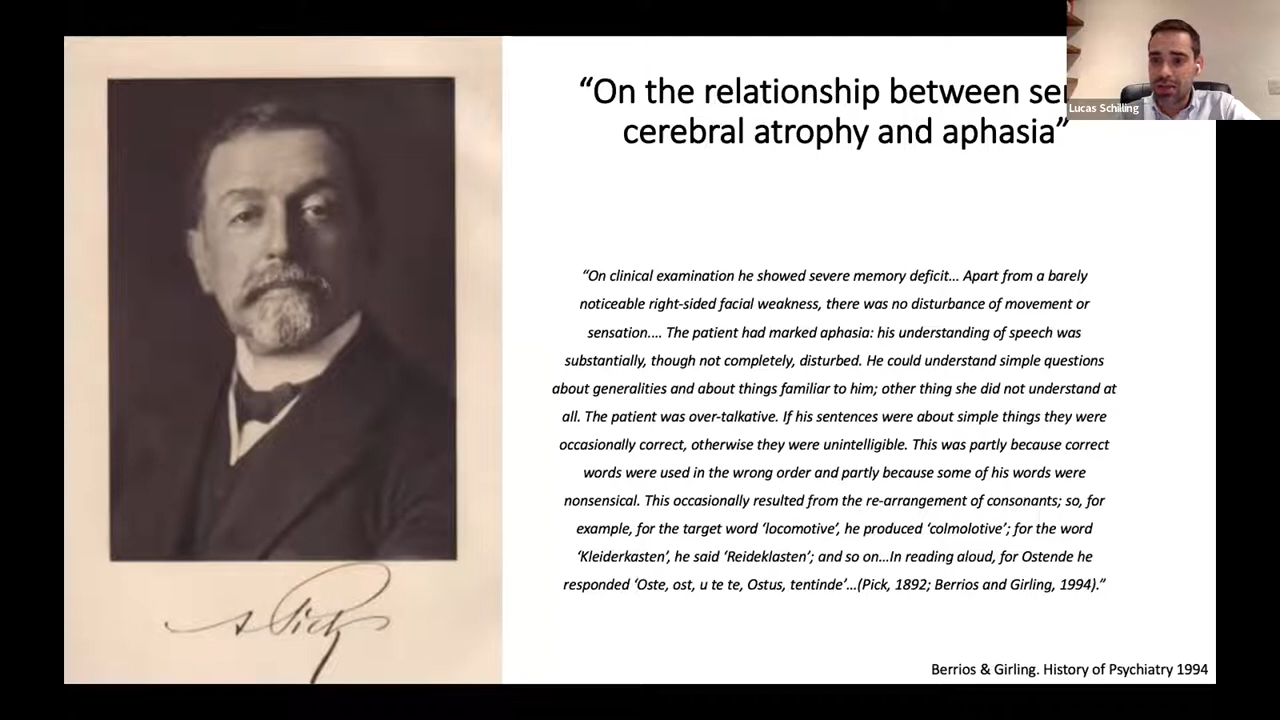 “On the relationship between
cerebral atrophy and aphasia”
Lucas Schilling
“On clinical examination he showed severe memory deficit... Apart from a barely
noticeable right-sided facial weakness, there was no disturbance of movement or
sensation.... The patient had marked aphasia: his understanding of speech was
substantially, though not completely, disturbed. He could understand simple questions
about generalities and about things familiar to him; other thing she did not understand at
all. The patient was over-talkative. If his sentences were about simple things they were
occasionally correct, otherwise they were unintelligible. This was partly because correct
words were used in the wrong order and partly because some of his words were
nonsensical. This occasionally resulted from the re-arrangement of consonants; so, for
example, for the target word ‘locomotive’, he produced ‘colmolotive’; for the word
‘Kleiderkasten’, he said ‘Reideklasten’; and so on...In reading aloud, for Ostende he
responded ‘Oste, ost, u te te, Ostus, tentinde’...(Pick, 1892; Berrios and Girling, 1994).”
A Pick
Berrios & Girling. History of Psychiatry 1994